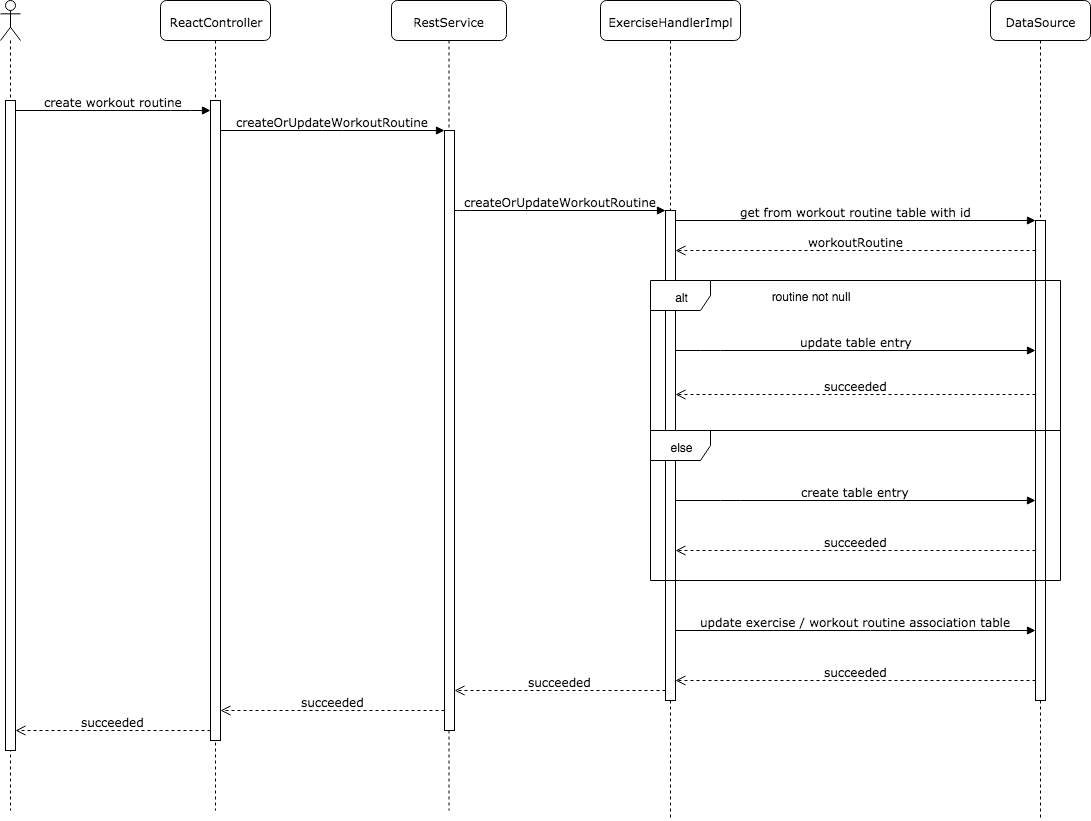 ReactController
RestService
ExerciseHandlerImpl
DataSource
create workout routine
createOrUpdateWorkoutRoutine
createOrUpdateWorkoutRoutine
get from workout routine table with id
workoutRoutine
alt
routine not null
update table entry
succeeded
else
create table entry
succeeded
update exercise / workout routine association table
succeeded
succeeded
succeeded
succeeded